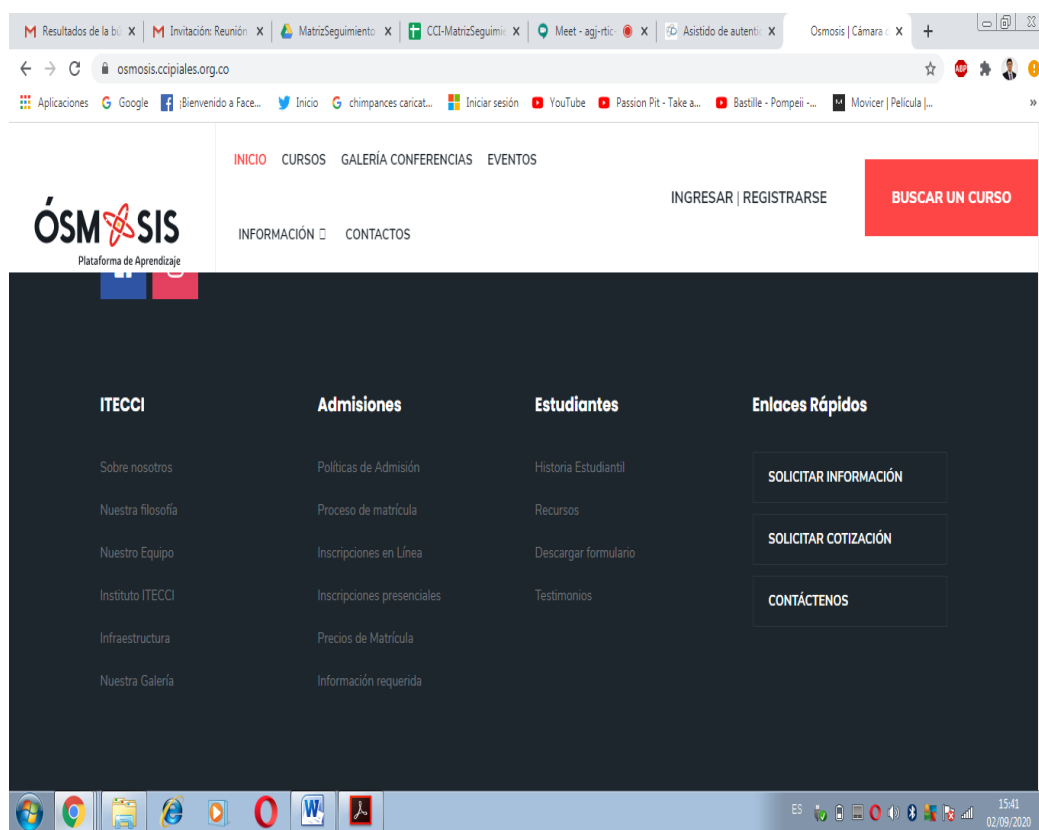 Resultados de la bú
Invitación: Reunión
MatrizSeguimiento
CCI-MatrizSeguimie
Meet - agj-rtic-
Asistido de autentic
Osmosis | Cámara d
osmosis.ccipiales.org.co
ABP
Aplicaciones
Google
¡Bienvenido a Face...
Inicio
chimpances caricat...
Iniciar sesión
YouTube
Passion Pit - Take a...
Bastille - Pompeii -...
Movicer | Película |...
»
INICIO CURSOS GALERÍA CONFERENCIAS EVENTOS
INGRESAR | REGISTRARSE
BUSCAR UN CURSO
ÓSMOSIS
Plataforma de Aprendizaje
INFORMACIÓN CONTACTOS
ITECCI
Sobre nosotros
Nuestra filosofía
Nuestro Equipo
Instituto ITECCI
Infraestructura
Nuestra Galería
Admisiones
Políticas de Admisión
Proceso de matrícula
Inscripciones en Línea
Inscripciones presenciales
Precios de Matrícula
Información requerida
Estudiantes
Historia Estudiantil
Recursos
Descargar formulario
Testimonios
Enlaces Rápidos
SOLICITAR INFORMACIÓN
SOLICITAR COTIZACIÓN
CONTÁCTENOS
ES
15:41
02/09/2020